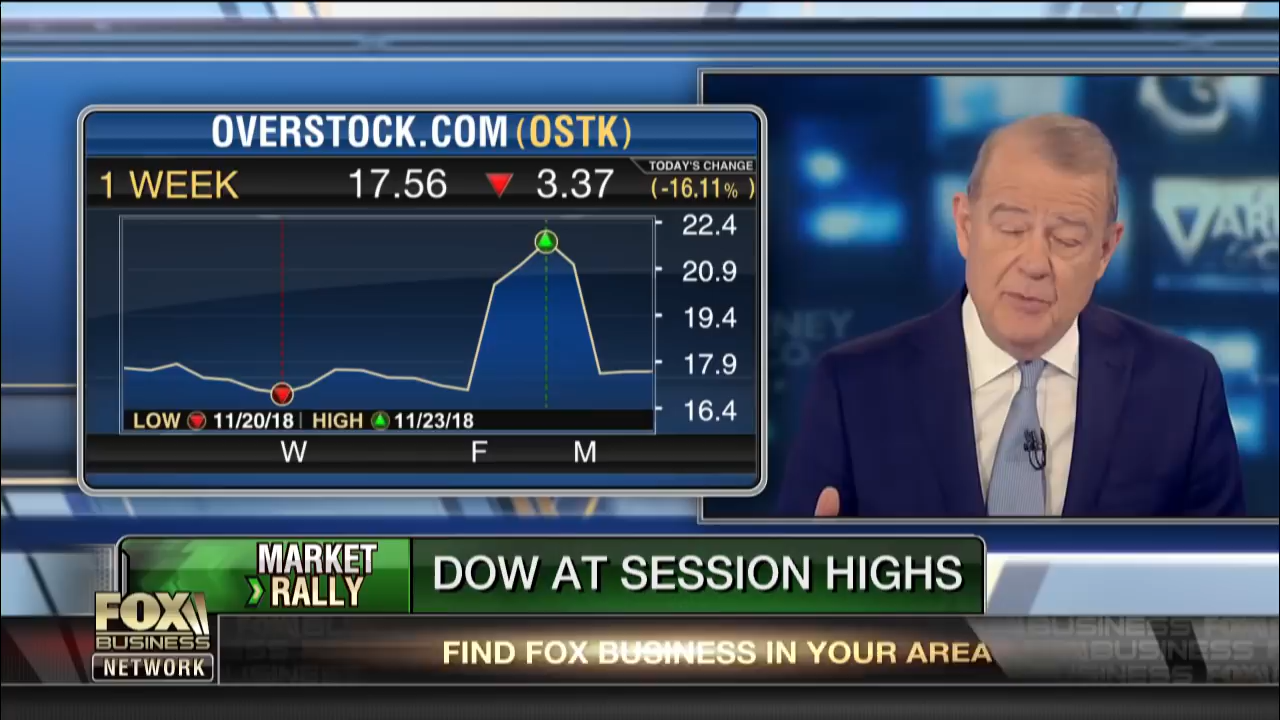 OVERSTOCK.COM (OSTK)
1 WEEK 17.56 ▼ 3.37 TODAY'S CHANGE (-16.11% )
22.4
20.9
19.4
17.9
16.4
LOW ▼ 11/20/18 | HIGH ▲ 11/23/18
W F M
MARKET
RALLY
DOW AT SESSION HIGHS
FOX
BUSINESS
NETWORK
FIND FOX BUSINESS IN YOUR AREA